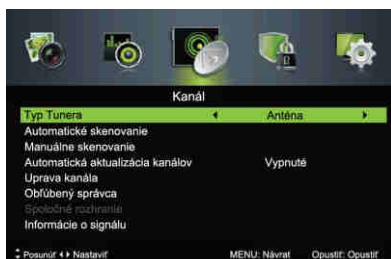 Kanál
Typ Tunera Anténa
Automatické skenovanie
Manuálne skenovanie
Automatická aktualizácia kanálov Vypnuté
Uprava kanála
Obľúbený správca
Spoločné rozhranie
Informácie o signálu
Posunúť Nastaviť MENU: Návrat Opustiť: Opustiť